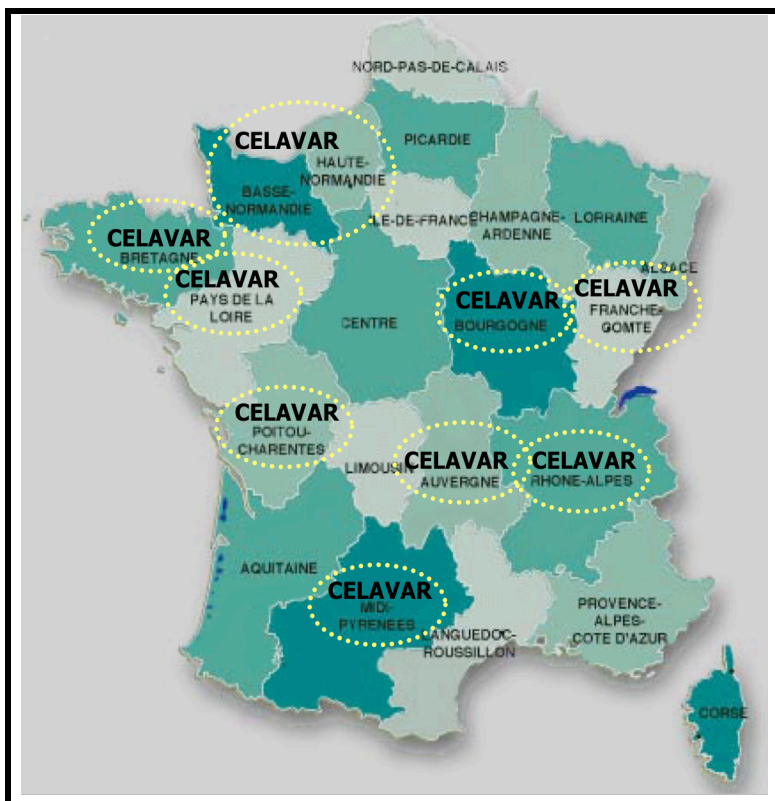 NORD-PAS-DE-CALAIS
CELAVAR
HAUTE-
NORMANDIE
BASSE-
NORMANDIE
PICARDIE
ILE-DE-FRANCE
CHAMPAGNE-
ARDENNE
LORRAINE
ALSACE
CELAVAR
BRETAGNE
CELAVAR
PAYS DE LA
LOIRE
CENTRE
CELAVAR
BOURGOGNE
CELAVAR
FRANCHE-
COMTE
CELAVAR
POITOU-
CHARENTES
LIMOUSIN
CELAVAR
AUVERGNE
CELAVAR
RHONE-ALPES
AQUITAINE
CELAVAR
MIDI-
PYRENEES
LANGUEDOC-
ROUSSILLON
PROVENCE-
ALPES-
COTE D'AZUR
CORSE